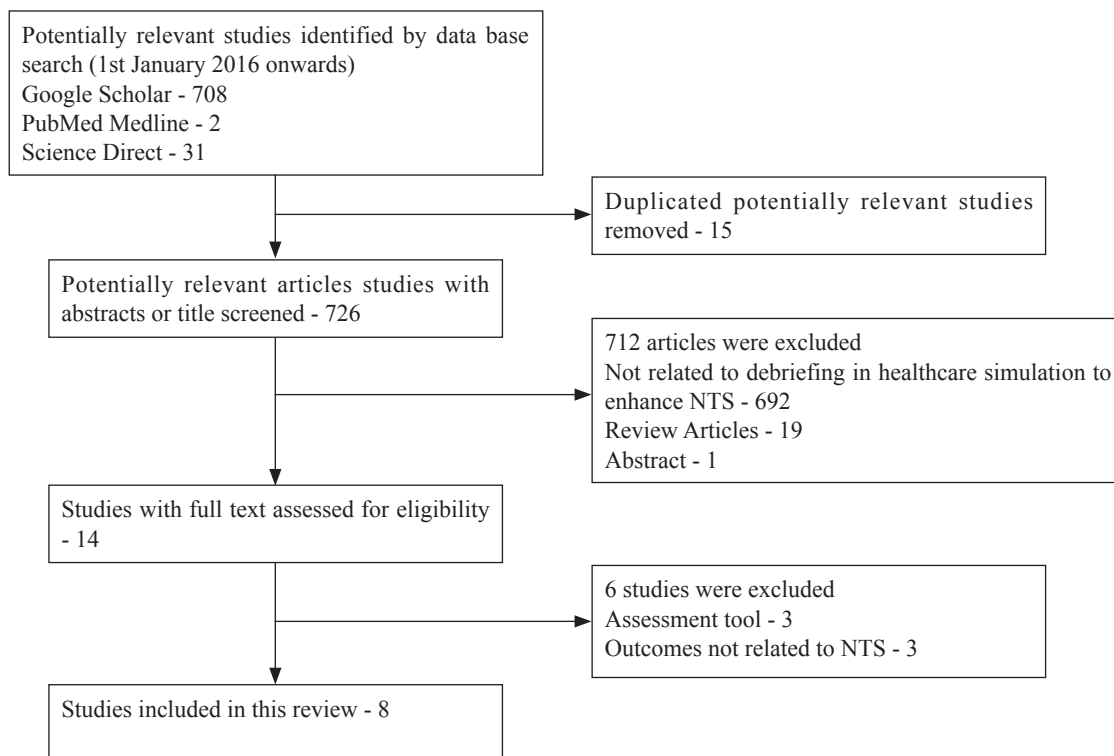 Potentially relevant studies identified by data base
search (1st January 2016 onwards)
Google Scholar - 708
PubMed Medline - 2
Science Direct - 31
Duplicated potentially relevant studies
removed - 15
Potentially relevant articles studies with
abstracts or title screened - 726
712 articles were excluded
Not related to debriefing in healthcare simulation to
enhance NTS - 692
Review Articles - 19
Abstract - 1
Studies with full text assessed for eligibility
- 14
6 studies were excluded
Assessment tool - 3
Outcomes not related to NTS - 3
Studies included in this review - 8